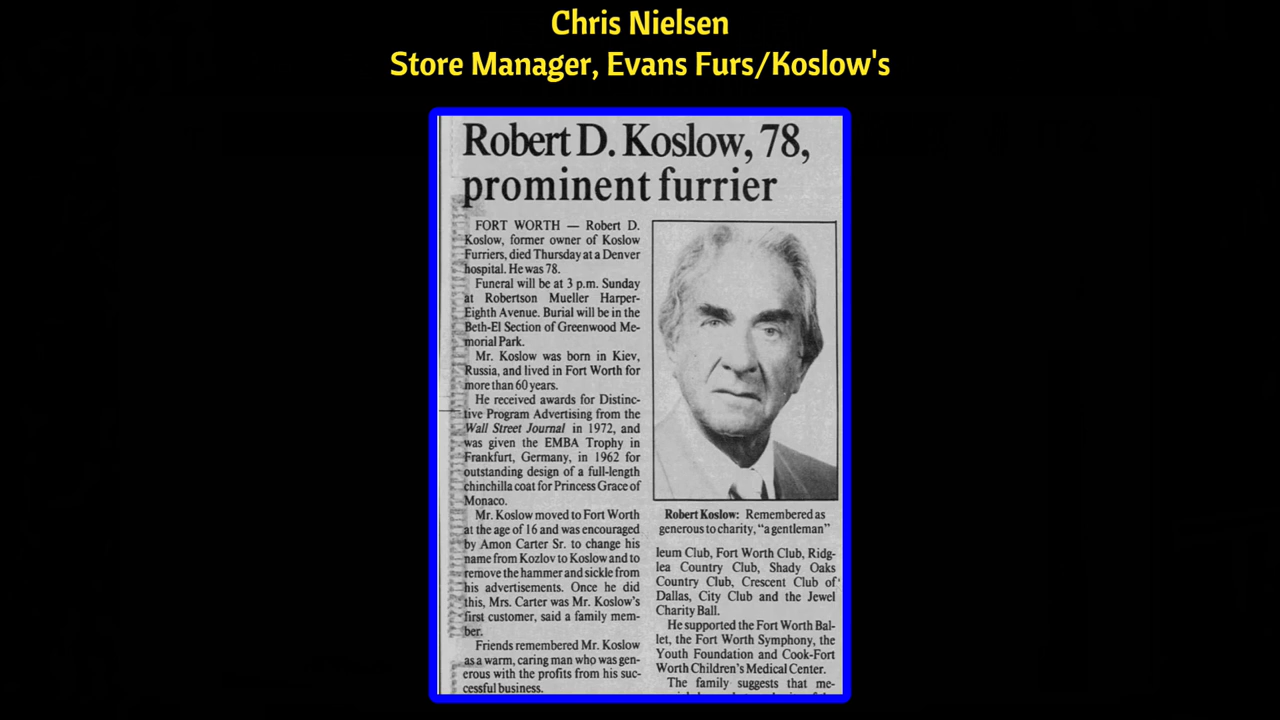 Chris Nielsen
Store Manager, Evans Furs/Koslow's
Robert D. Koslow, 78,
prominent furrier
FORT WORTH — Robert D.
Koslow, former owner of Koslow
Furriers, died Thursday at a Denver
hospital. He was 78.
Funeral will be at 3 p.m. Sunday
at Robertson Mueller Harper-
Eighth Avenue. Burial will be in the
Beth-El Section of Greenwood Me-
morial Park.
Mr. Koslow was born in Kiev,
Russia, and lived in Fort Worth for
more than 60 years.
He received awards for Distinc-
tive Program Advertising from the
Wall Street Journal in 1972, and
was given the EMBA Trophy in
Frankfurt, Germany, in 1962 for
outstanding design of a full-length
chinchilla coat for Princess Grace of
Monaco.
Mr. Koslow moved to Fort Worth
at the age of 16 and was encouraged
by Amon Carter Sr. to change his
name from Kozlov to Koslow and to
remove the hammer and sickle from
his advertisements. Once he did
this, Mrs. Carter was Mr. Koslow's
first customer, said a family mem-
ber.
Friends remembered Mr. Koslow
as a warm, caring man who was gen-
erous with the profits from his suc-
cessful business.
Robert Koslow: Remembered as
generous to charity, "a gentleman"
leum Club, Fort Worth Club, Ridg-
lea Country Club, Shady Oaks
Country Club, Crescent Club of
Dallas, City Club and the Jewel
Charity Ball.
He supported the Fort Worth Bal-
let, the Fort Worth Symphony, the
Youth Foundation and Cook-Fort
Worth Children's Medical Center.
The family suggests that me-